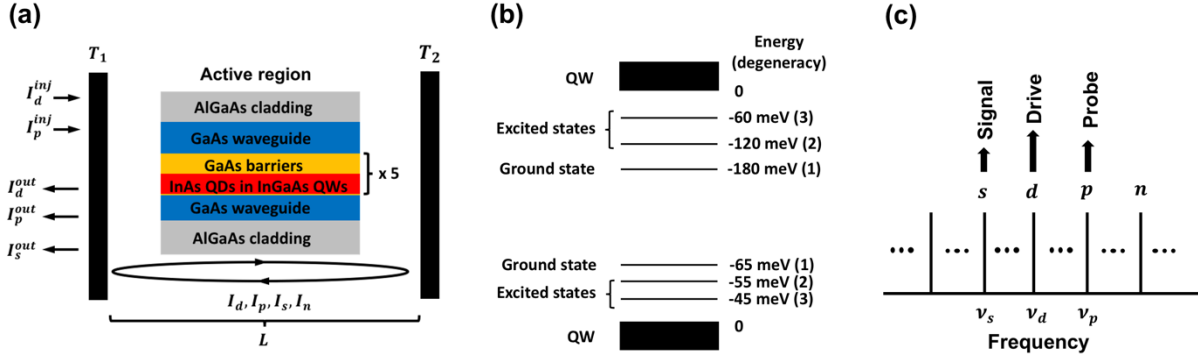 (a)
T₁
T₂
Active region
I_d^{inj}
I_p^{inj}
I_d^{out}
I_p^{out}
I_s^{out}
AlGaAs cladding
GaAs waveguide
GaAs barriers
InAs QDs in InGaAs QWs
GaAs waveguide
AlGaAs cladding
x 5
I_d, I_p, I_s, I_n
L
(b)
Energy
(degeneracy)
QW
0
Excited states
-60 meV (3)
-120 meV (2)
Ground state
-180 meV (1)
Ground state
-65 meV (1)
Excited states
-55 meV (2)
-45 meV (3)
QW
0
(c)
Signal
Drive
Probe
s d p n
... ... ... ... ... ...
ν_s ν_d ν_p
Frequency